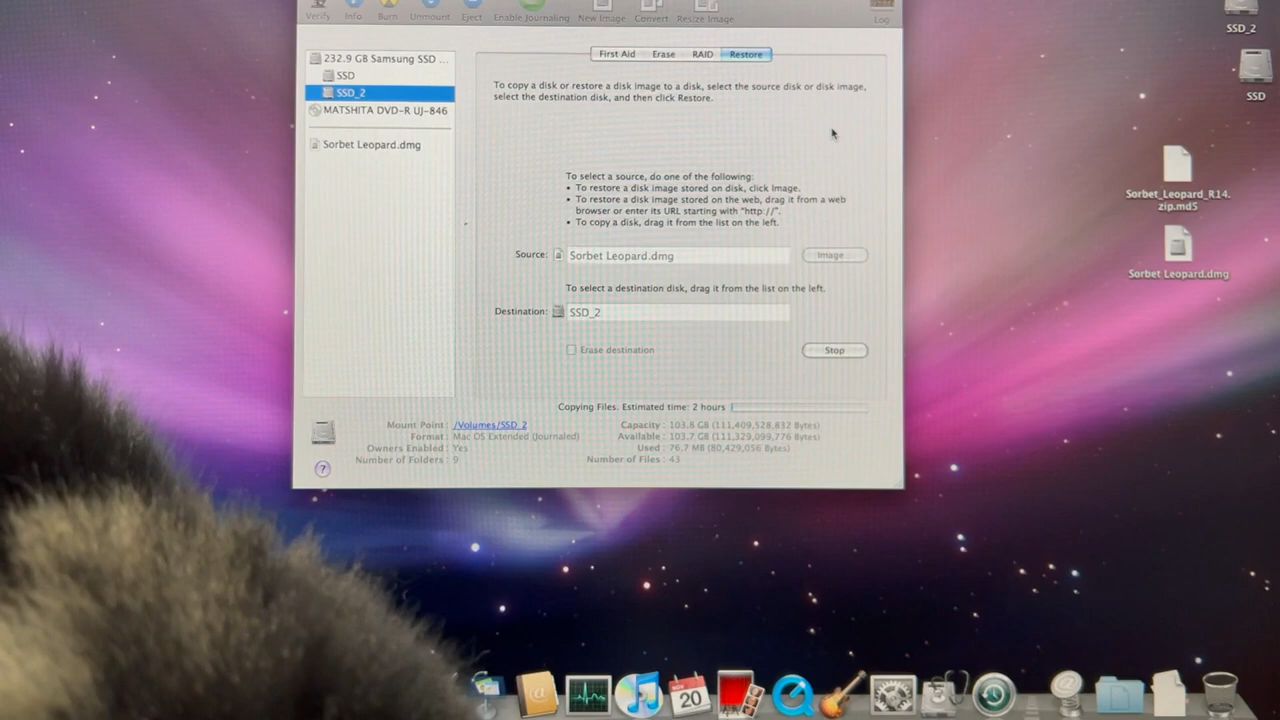 Verify Info Burn Unmount Eject Enable Journaling New Image Convert Resize Image Log
SSD_2
SSD
232.9 GB Samsung SSD ...
SSD
SSD_2
MATSHITA DVD-R UJ-846
Sorbet Leopard.dmg
First Aid Erase RAID Restore
To copy a disk or restore a disk image to a disk, select the source disk or disk image,
select the destination disk, and then click Restore.
To select a source, do one of the following:
• To restore a disk image stored on disk, click Image.
• To restore a disk image stored on the web, drag it from a web
browser or enter its URL starting with "http://".
• To copy a disk, drag it from the list on the left.
Source: Sorbet Leopard.dmg Image...
To select a destination disk, drag it from the list on the left.
Destination: SSD_2
Erase destination Stop
Copying Files. Estimated time: 2 hours
Mount Point : /Volumes/SSD_2
Format : Mac OS Extended (Journaled)
Owners Enabled : Yes
Number of Folders : 9
Capacity : 103.8 GB (111,409,528,832 Bytes)
Available : 103.7 GB (111,329,099,776 Bytes)
Used : 76.7 MB (80,429,056 Bytes)
Number of Files : 43
?
Sorbet_Leopard_R14.
zip.md5
Sorbet Leopard.dmg
NOV
20